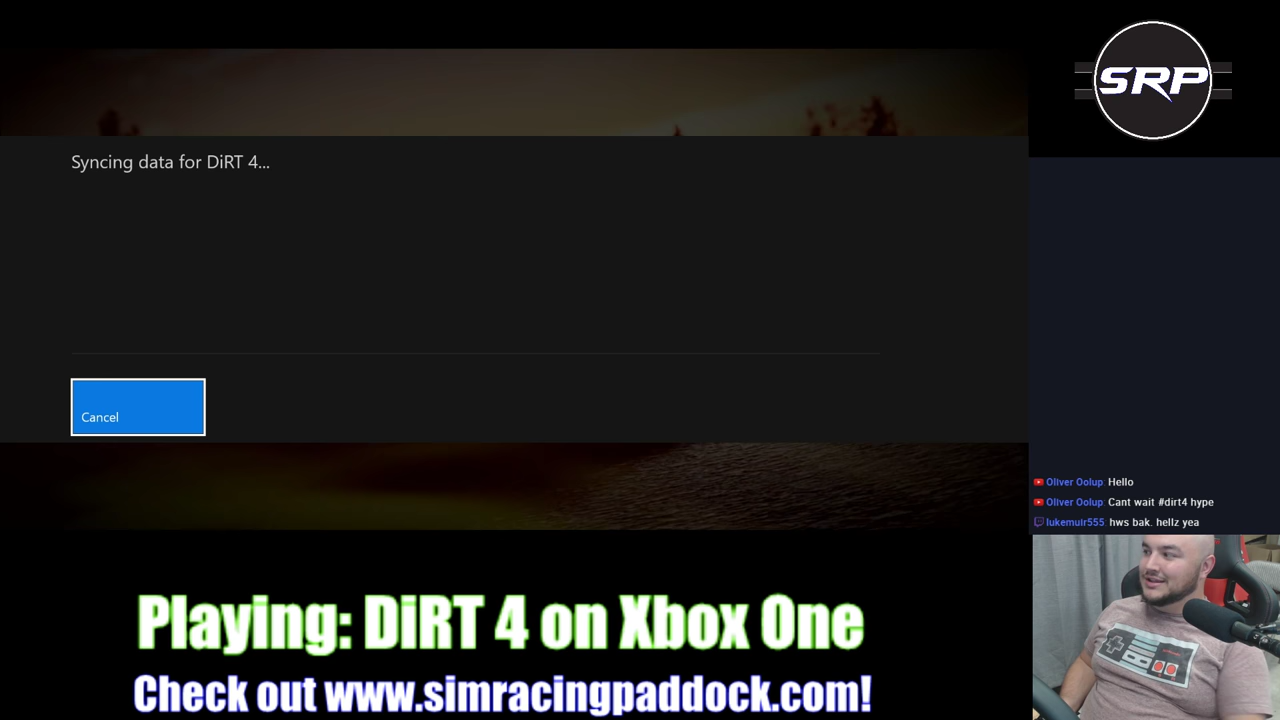 SRP
Syncing data for DiRT 4...
Cancel
Oliver Oolup: Hello
Oliver Oolup: Cant wait #dirt4 hype
lukemuir555: hws bak. hellz yea
Playing: DiRT 4 on Xbox One
Check out www.simracingpaddock.com!